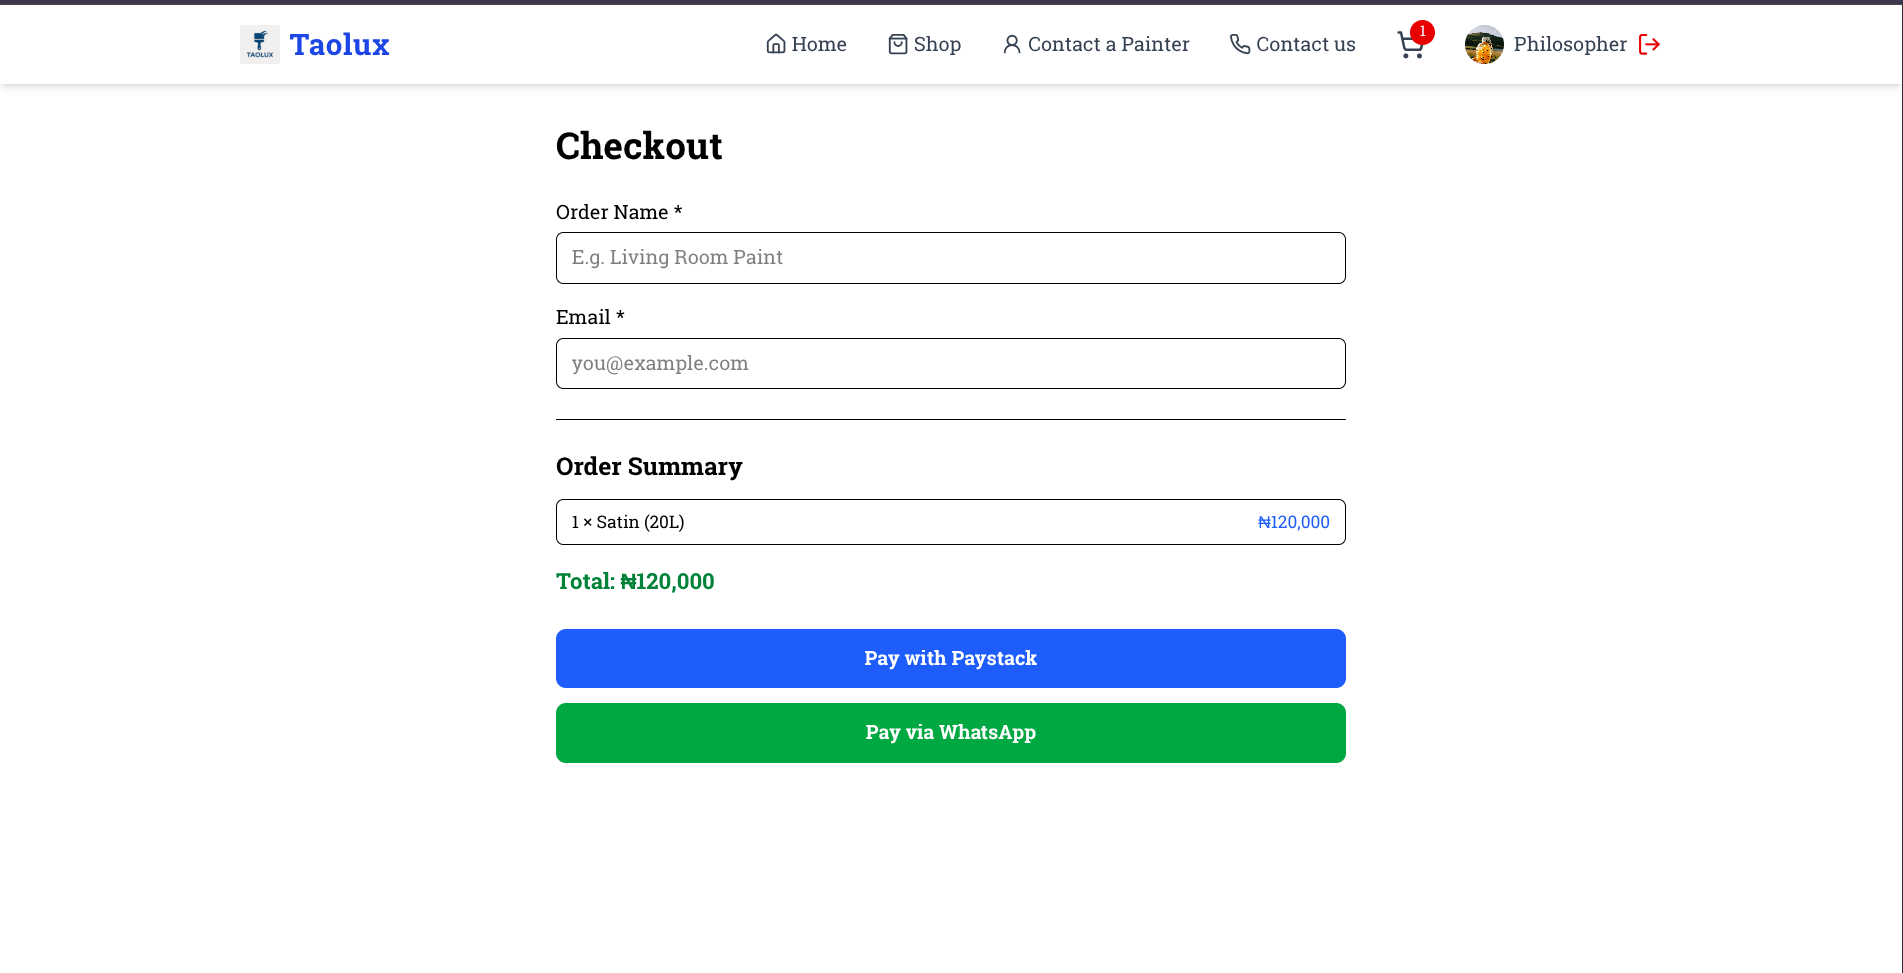 TAOLUX
Taolux
Home
Shop
Contact a Painter
Contact us
1
Philosopher
Checkout
Order Name *
E.g. Living Room Paint
Email *
you@example.com
Order Summary
1 × Satin (20L) ₦120,000
Total: ₦120,000
Pay with Paystack
Pay via WhatsApp